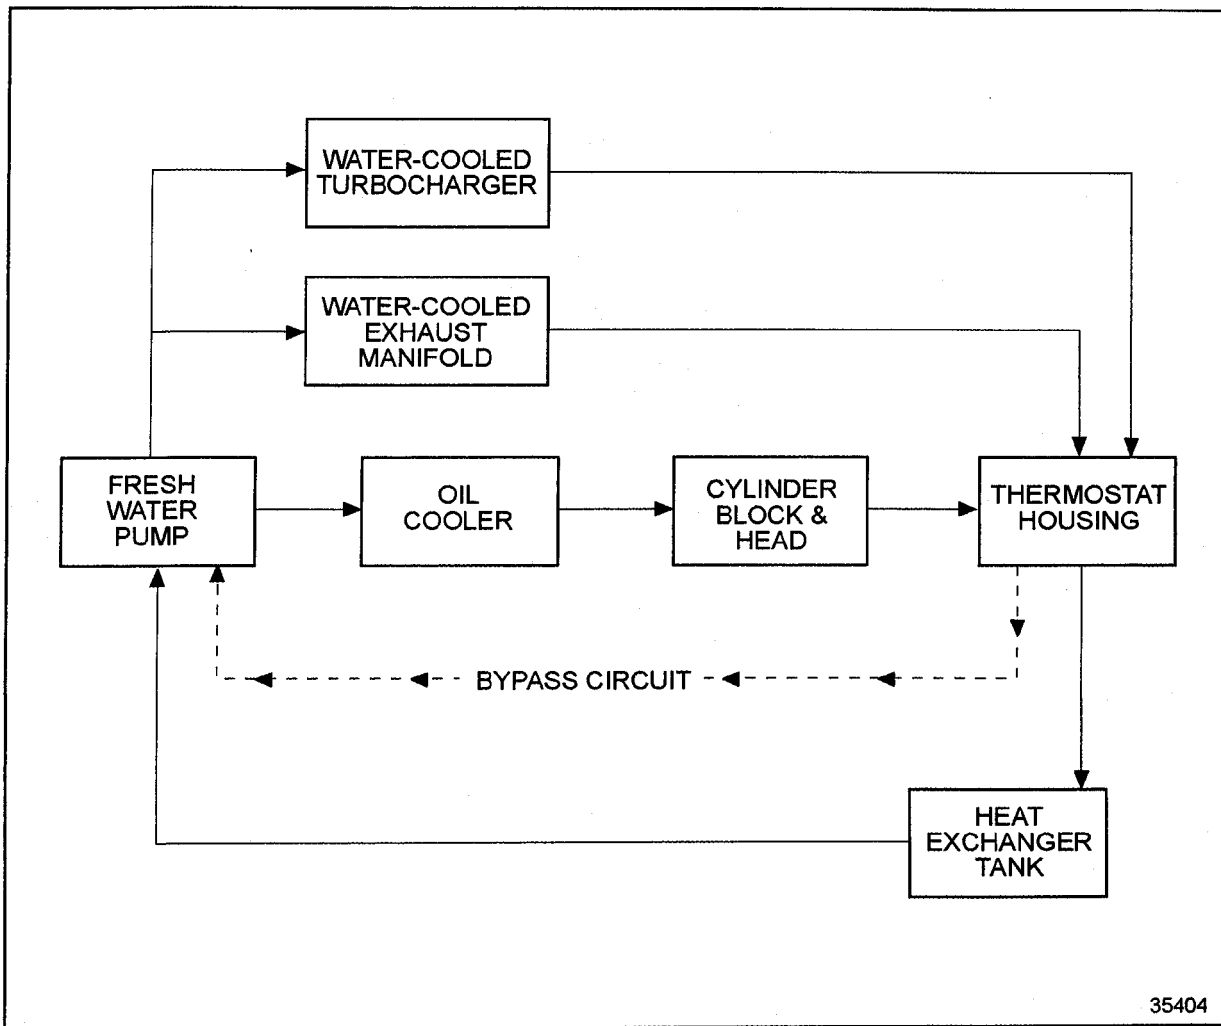 WATER-COOLED
TURBOCHARGER
WATER-COOLED
EXHAUST
MANIFOLD
FRESH
WATER
PUMP
OIL
COOLER
CYLINDER
BLOCK &
HEAD
THERMOSTAT
HOUSING
BYPASS CIRCUIT
HEAT
EXCHANGER
TANK
35404